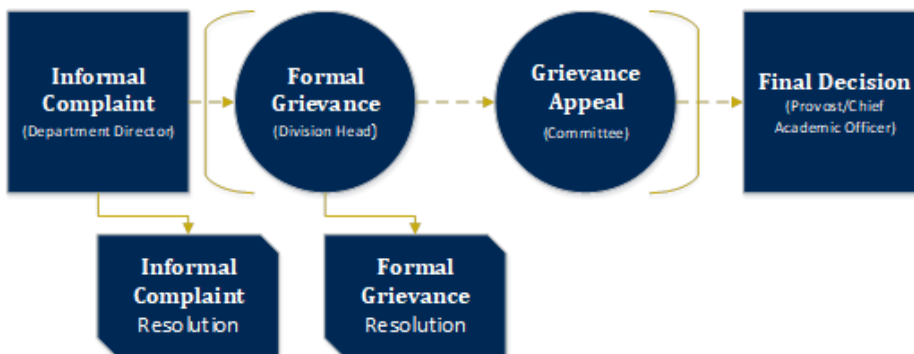 Informal
Complaint
(Department Director)
Formal
Grievance
(Division Head)
Grievance
Appeal
(Committee)
Final Decision
(Provost/Chief
Academic Officer)
Informal
Complaint
Resolution
Formal
Grievance
Resolution